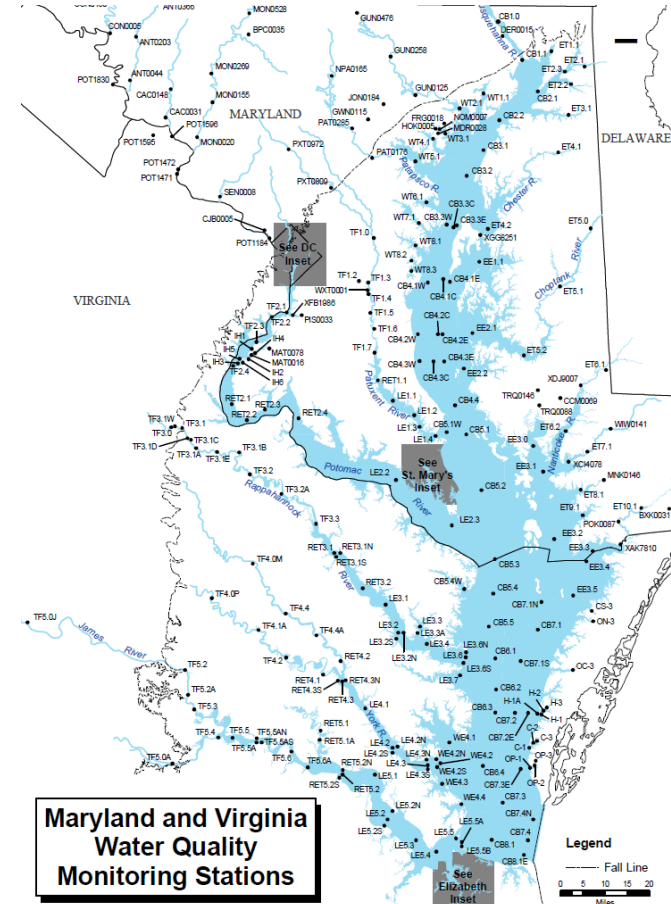 MON0528
CB1.0
CON0005
ANT0203
BPC0035
GUN0476
DER0015
Susquehanna R.
GUN0258
CB1.1
ET1.1
POT1830
ANT0044
MON0269
NPA0165
ET2.3
ET2.1
ET2.2
CAC0148
MON0155
JON0184
GUN0125
WT1.1
CB2.1
CAC0031
MARYLAND
GWN0115
WT2.1
ET3.1
POT1596
PAT0285
FRG0018
NOM0007
CB2.2
HOK0005
MDR0028
POT1595
MON0020
WT4.1
WT3.1
DELAWARE
PXT0972
PAT0176
WT5.1
CB3.1
ET4.1
POT1472
POT1471
Patapsco R.
CB3.2
PXT0809
SEN0008
WT6.1
CB3.3C
Chester R.
WT7.1
CB3.3W
CB3.3E
ET4.2
ET5.0
CJB0005
POT1184
TF1.0
XGG8251
See DC
Inset
WT8.1
WT8.2
EE1.1
River
WT8.3
TF1.2
TF1.3
CB4.1W
CB4.1E
WXT0001
TF1.4
CB4.1C
ET5.1
Choptank
VIRGINIA
XFB1986
TF2.1
TF2.2
PIS0033
TF1.5
CB4.2C
TF2.3
TF1.6
CB4.2W
CB4.2E
EE2.1
IH1
IH4
IH5
MAT0078
TF1.7
IH3
MAT0016
CB4.3W
CB4.3E
ET5.2
TF2.4
IH2
CB4.3C
EE2.2
ET6.1
IH6
RET1.1
XDJ9007
Patuxent
River
LE1.1
TRQ0146
CCM0069
RET2.1
RET2.3
CB4.4
TRQ0088
RET2.2
RET2.4
LE1.2
TF3.1W
TF3.1
LE1.3
CB5.1W
ET6.2
WIW0141
TF3.0
LE1.4
CB5.1
EE3.0
Nanticoke R.
TF3.1D
TF3.1C
ET7.1
TF3.1A
TF3.1B
TF3.1E
See
St. Mary's
Inset
XCI4078
Potomac
LE2.2
EE3.1
MNK0146
TF3.2
CB5.2
ET8.1
Rappahannock
TF3.2A
ET9.1
ET10.1
River
POK0087
BXK0031
TF3.3
LE2.3
EE3.2
XAK7810
RET3.1N
RET3.1
RET3.1S
EE3.3
EE3.4
TF4.0M
CB5.3
River
RET3.2
CB5.4W
CB5.4
EE3.5
TF4.0P
LE3.1
CB7.1N
CS-3
TF4.4
TF5.0J
LE3.2
LE3.3
CB5.5
CB7.1
ON-3
James
River
TF4.1A
TF4.4A
LE3.3A
LE3.2S
LE3.4
TF4.2
LE3.2N
LE3.6N
CB6.1
RET4.2
LE3.6
CB7.1S
TF5.2
RET4.1
LE3.6S
OC-3
RET4.3N
LE3.7
RET4.3S
CB6.2
TF5.2A
RET4.3
H-2
H-3
TF5.3
LE4.1
CB6.3
H-1A
CB7.2
H-1
RET5.1
York R.
C-2
TF5.4
TF5.5
TF5.5AN
RET5.1A
LE4.2
LE4.2N
WE4.1
CB7.2E
C-3
TF5.5A
TF5.5AS
LE4.2S
C-1
LE4.3N
WE4.2N
WE4.2
OP-1
OP-3
TF5.0A
TF5.6
TF5.6A
RET5.2N
LE4.3
LE4.3S
WE4.2S
CB6.4
LE5.1
WE4.3
CB7.3E
OP-2
RET5.2S
RET5.2
WE4.4
CB7.3
LE5.2N
CB7.4N
LE5.2
LE5.5A
LE5.2S
LE5.5
LE5.3
CB8.1
CB7.4
LE5.4
LE5.5B
CB8.1E
See
Elizabeth
Inset
Maryland and Virginia
Water Quality
Monitoring Stations
Legend
Fall Line
0 5 10 15 20
Miles